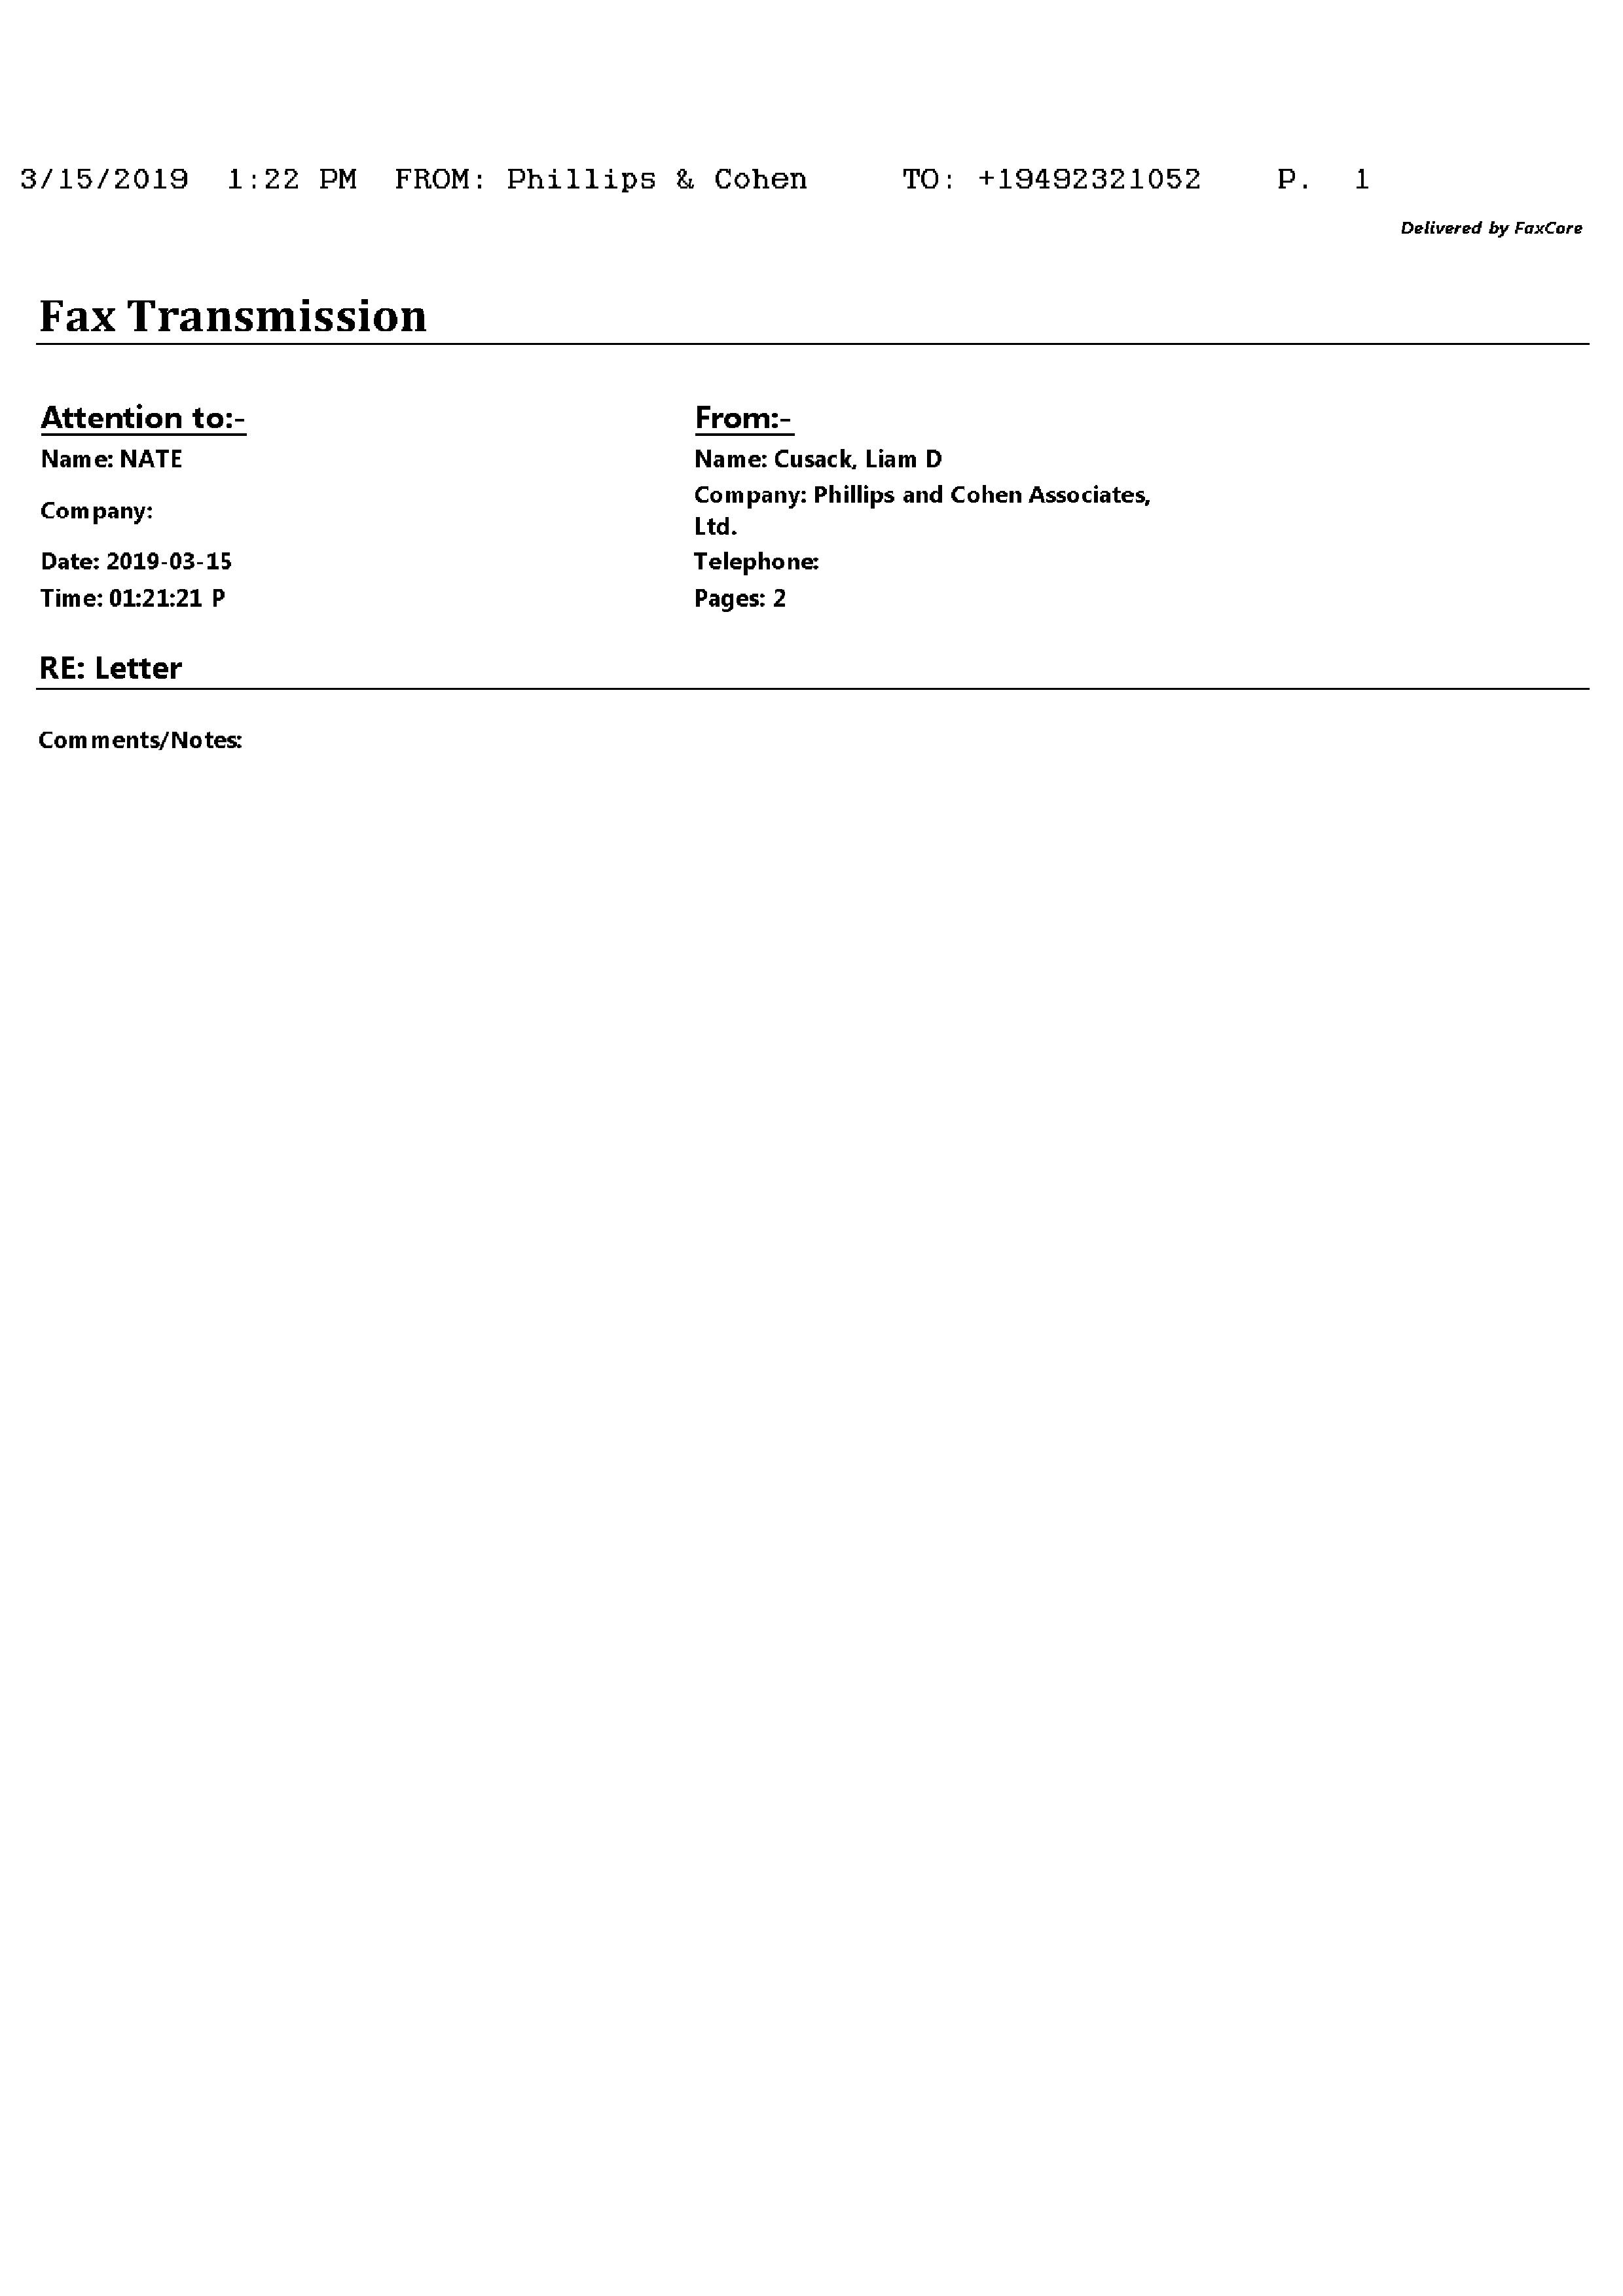 3/15/2019 1:22 PM FROM: Phillips & Cohen TO: +19492321052 P. 1
Delivered by FaxCore
Fax Transmission
Attention to:-
Name: NATE
Company:
Date: 2019-03-15
Time: 01:21:21 P
From:-
Name: Cusack, Liam D
Company: Phillips and Cohen Associates,
Ltd.
Telephone:
Pages: 2
RE: Letter
Comments/Notes: